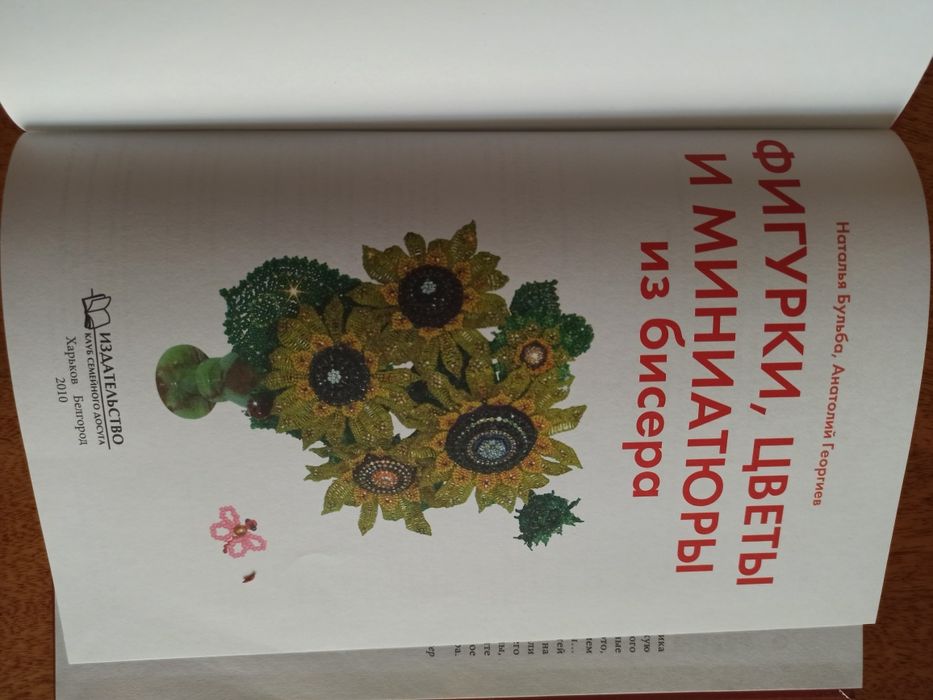 Наталья Бульба, Анатолий Георгиев
ФИГУРКИ, ЦВЕТЫ
И МИНИАТЮРЫ
из бисера
ИЗДАТЕЛЬСТВО
КЛУБ СЕМЕЙНОГО ДОСУГА
Харьков Белгород
2010